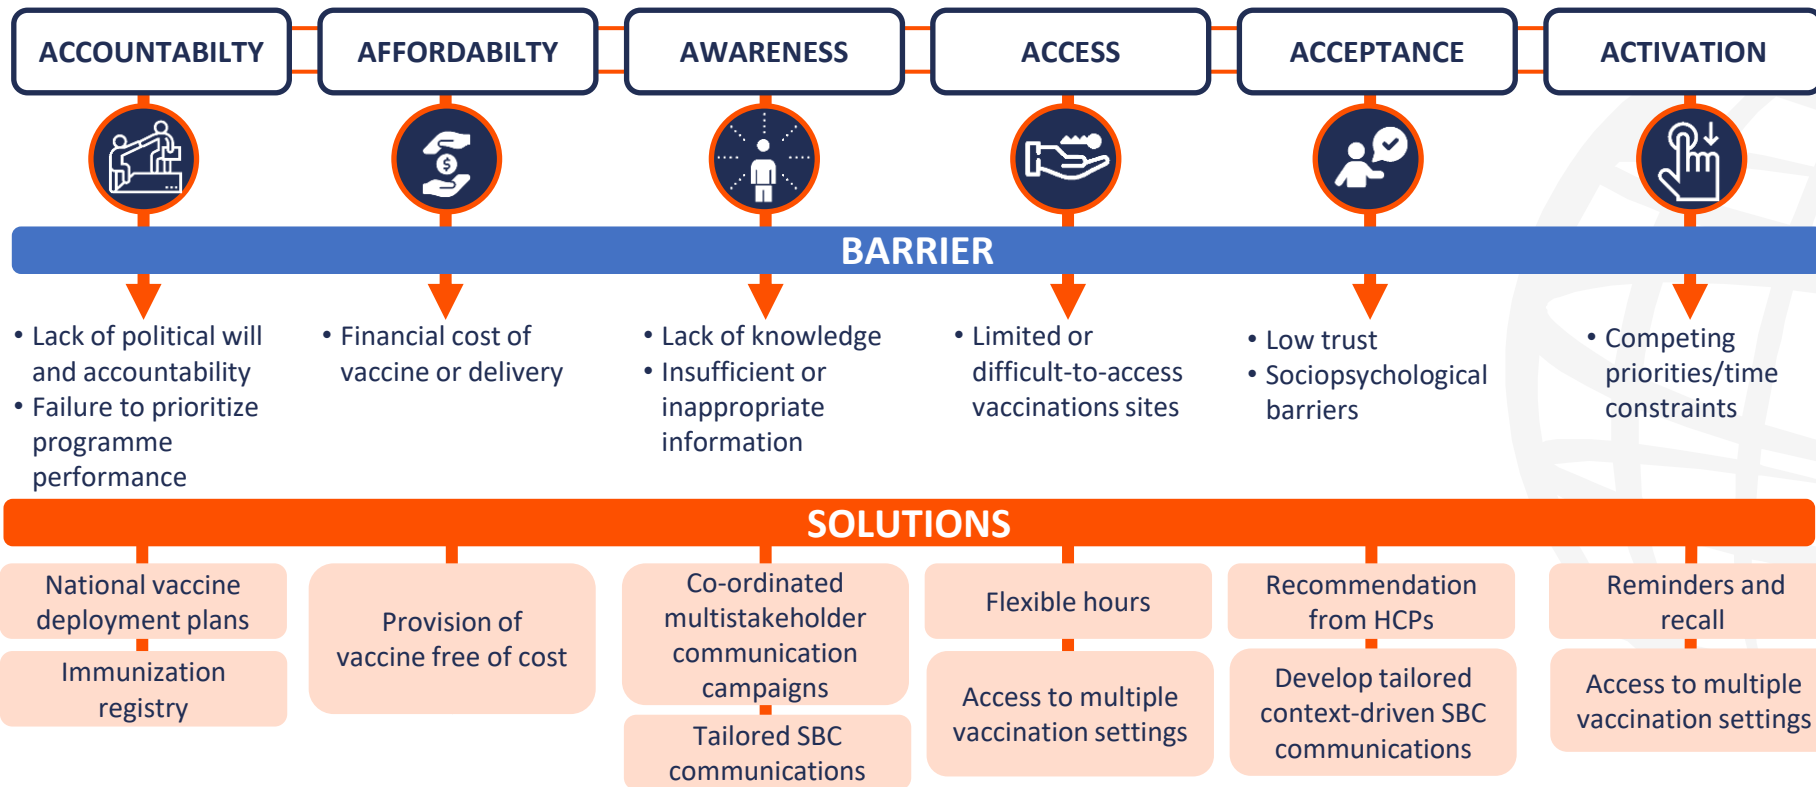 ACCOUNTABILTY
AFFORDABILTY
AWARENESS
ACCESS
ACCEPTANCE
ACTIVATION
$
BARRIER
• Lack of political will
and accountability
• Failure to prioritize
programme
performance
• Financial cost of
vaccine or delivery
• Lack of knowledge
• Insufficient or
inappropriate
information
• Limited or
difficult-to-access
vaccinations sites
• Low trust
• Sociopsychological
barriers
• Competing
priorities/time
constraints
SOLUTIONS
National vaccine
deployment plans
Immunization
registry
Provision of
vaccine free of cost
Co-ordinated
multistakeholder
communication
campaigns
Tailored SBC
communications
Flexible hours
Access to multiple
vaccination settings
Recommendation
from HCPs
Develop tailored
context-driven SBC
communications
Reminders and
recall
Access to multiple
vaccination settings